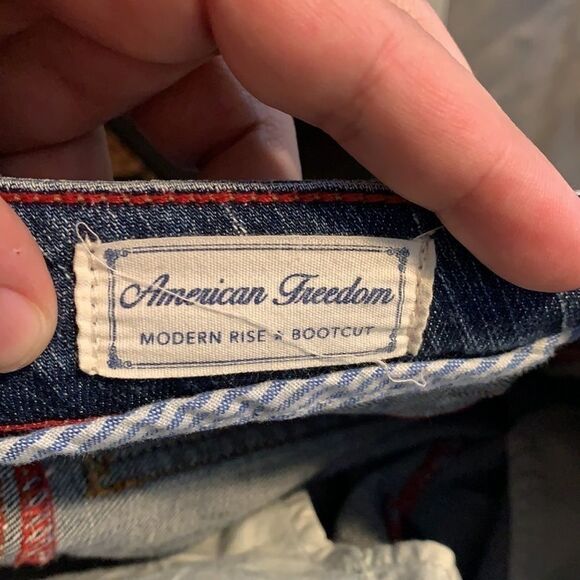 American Freedom
MODERN RISE ★ BOOTCUT